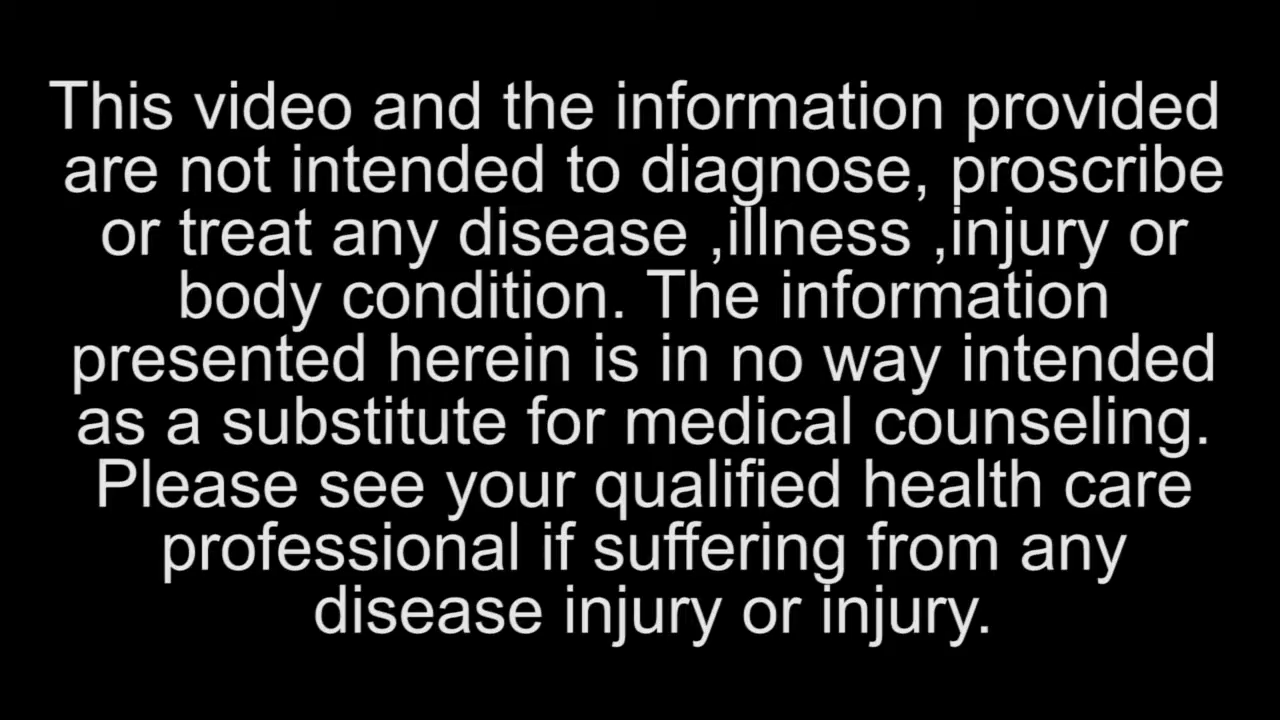 This video and the information provided
are not intended to diagnose, proscribe
or treat any disease ,illness ,injury or
body condition. The information
presented herein is in no way intended
as a substitute for medical counseling.
Please see your qualified health care
professional if suffering from any
disease injury or injury.